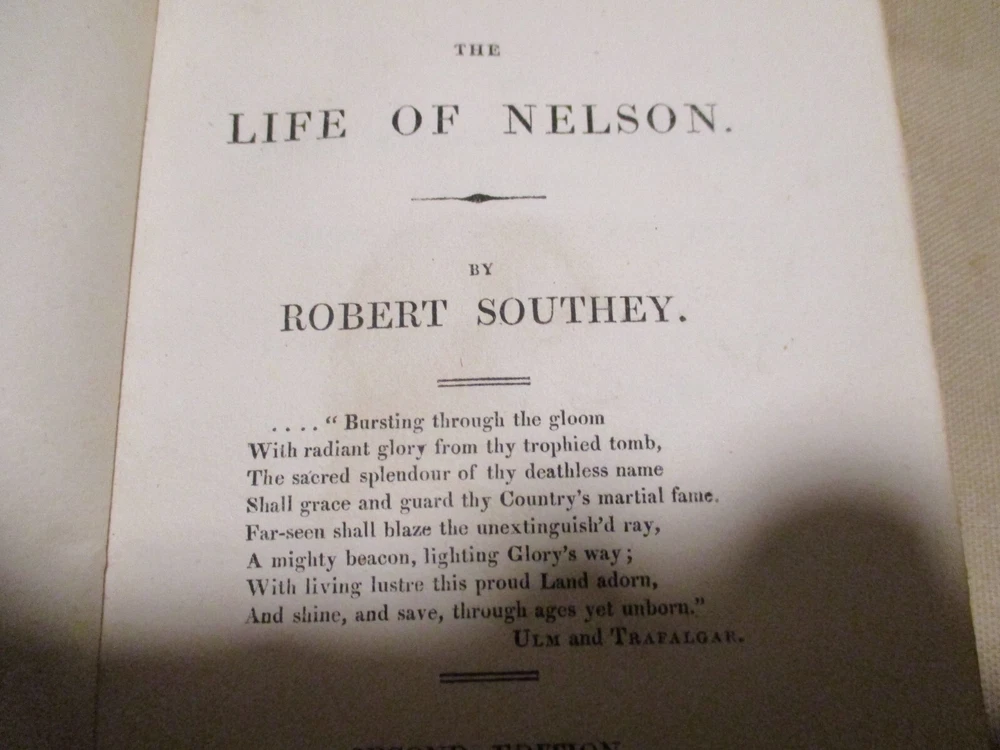 THE
LIFE OF NELSON.
BY
ROBERT SOUTHEY.
...." Bursting through the gloom
With radiant glory from thy trophied tomb,
The sacred splendour of thy deathless name
Shall grace and guard thy Country's martial fame.
Far-seen shall blaze the unextinguish'd ray,
A mighty beacon, lighting Glory's way;
With living lustre this proud Land adorn,
And shine, and save, through ages yet unborn."
ULM and TRAFALGAR.
SECOND EDITION